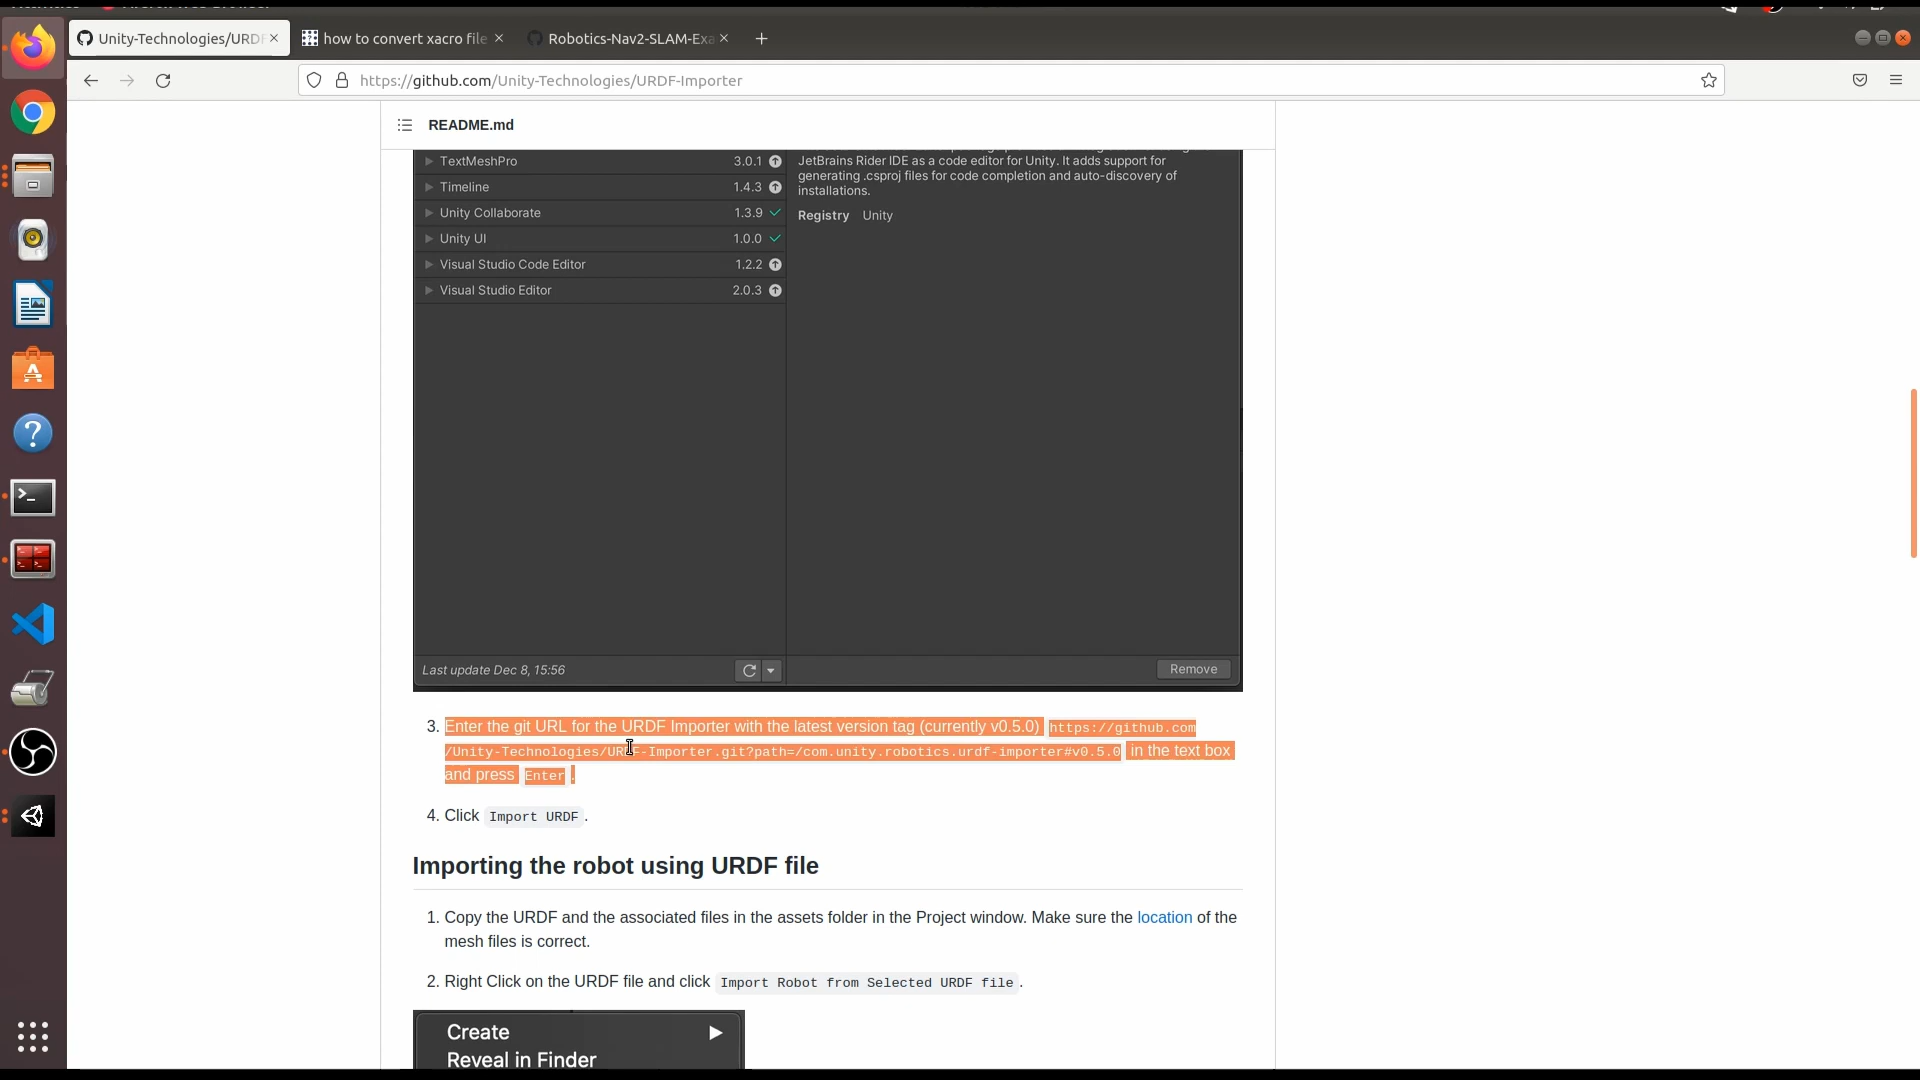 Unity-Technologies/URDF
how to convert xacro file
Robotics-Nav2-SLAM-Exa
https://github.com/Unity-Technologies/URDF-Importer
README.md
TextMeshPro 3.0.1
Timeline 1.4.3
Unity Collaborate 1.3.9
Unity UI 1.0.0
Visual Studio Code Editor 1.2.2
Visual Studio Editor 2.0.3
JetBrains Rider IDE as a code editor for Unity. It adds support for
generating .csproj files for code completion and auto-discovery of
installations.
Registry Unity
Last update Dec 8, 15:56
Remove
3. Enter the git URL for the URDF Importer with the latest version tag (currently v0.5.0) https://github.com
/Unity-Technologies/URDF-Importer.git?path=/com.unity.robotics.urdf-importer#v0.5.0 in the text box
and press Enter .
4. Click Import URDF .
Importing the robot using URDF file
1. Copy the URDF and the associated files in the assets folder in the Project window. Make sure the location of the
mesh files is correct.
2. Right Click on the URDF file and click Import Robot from Selected URDF file .
Create
Reveal in Finder